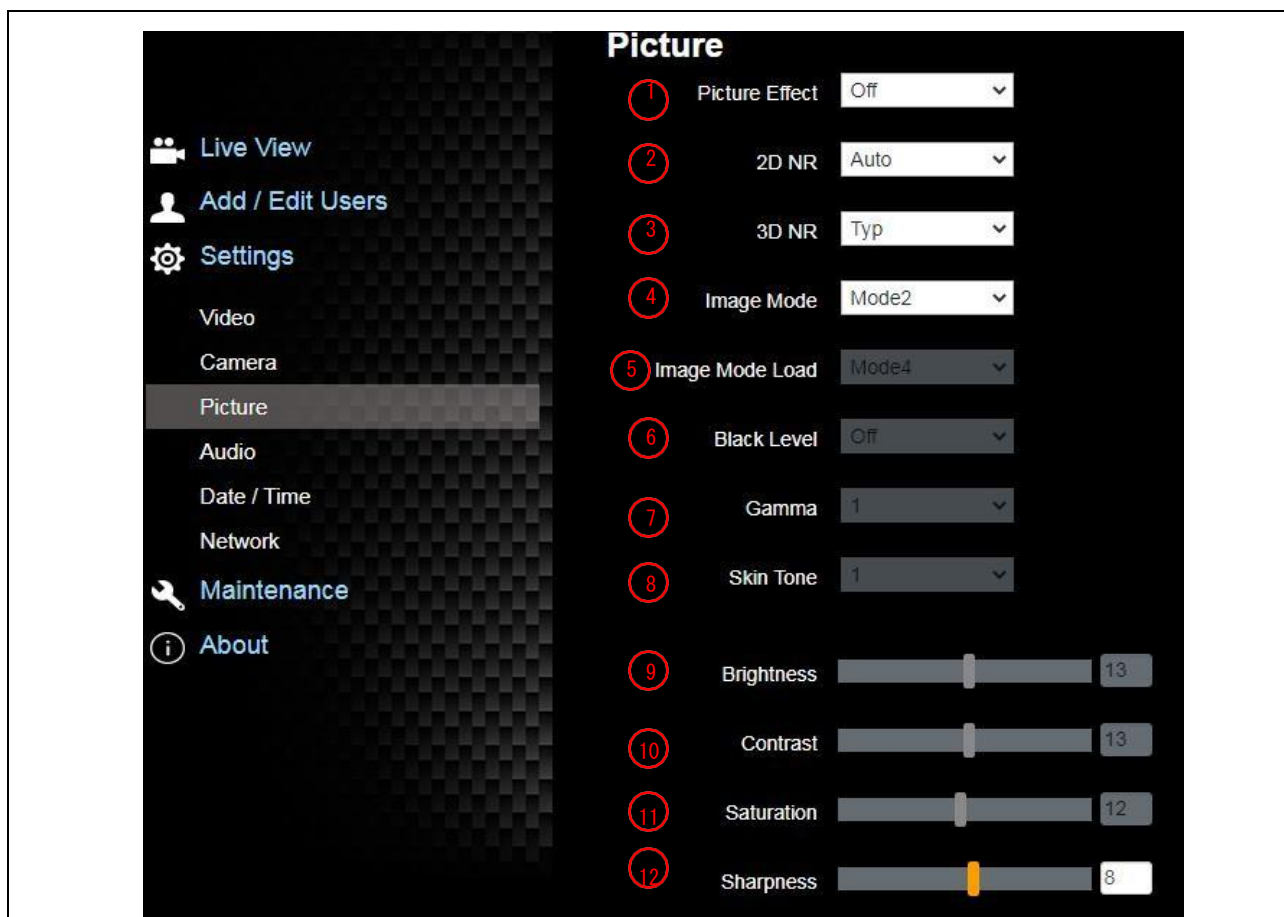 Live View
Add / Edit Users
Settings
Video
Camera
Picture
Audio
Date / Time
Network
Maintenance
About
Picture
1 Picture Effect Off
2 2D NR Auto
3 3D NR Typ
4 Image Mode Mode2
5 Image Mode Load Mode4
6 Black Level Off
7 Gamma 1
8 Skin Tone 1
9 Brightness 13
10 Contrast 13
11 Saturation 12
12 Sharpness 8